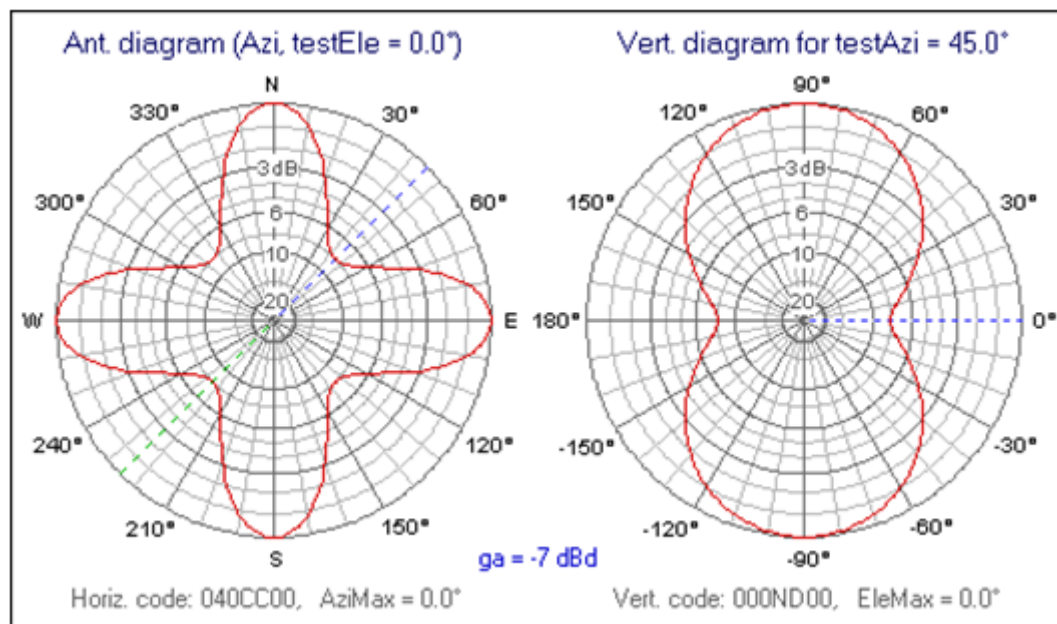 Ant. diagram (Azi, testEle = 0.0°)
N
330°
30°
3dB
300°
60°
6
10
20
W
E
240°
120°
210°
150°
S
Horiz. code: 040CC00, AziMax = 0.0°
ga = -7 dBd
Vert. diagram for testAzi = 45.0°
90°
120°
60°
3dB
150°
30°
6
10
20
180°
0°
-150°
-30°
-120°
-60°
-90°
Vert. code: 000ND00, EleMax = 0.0°